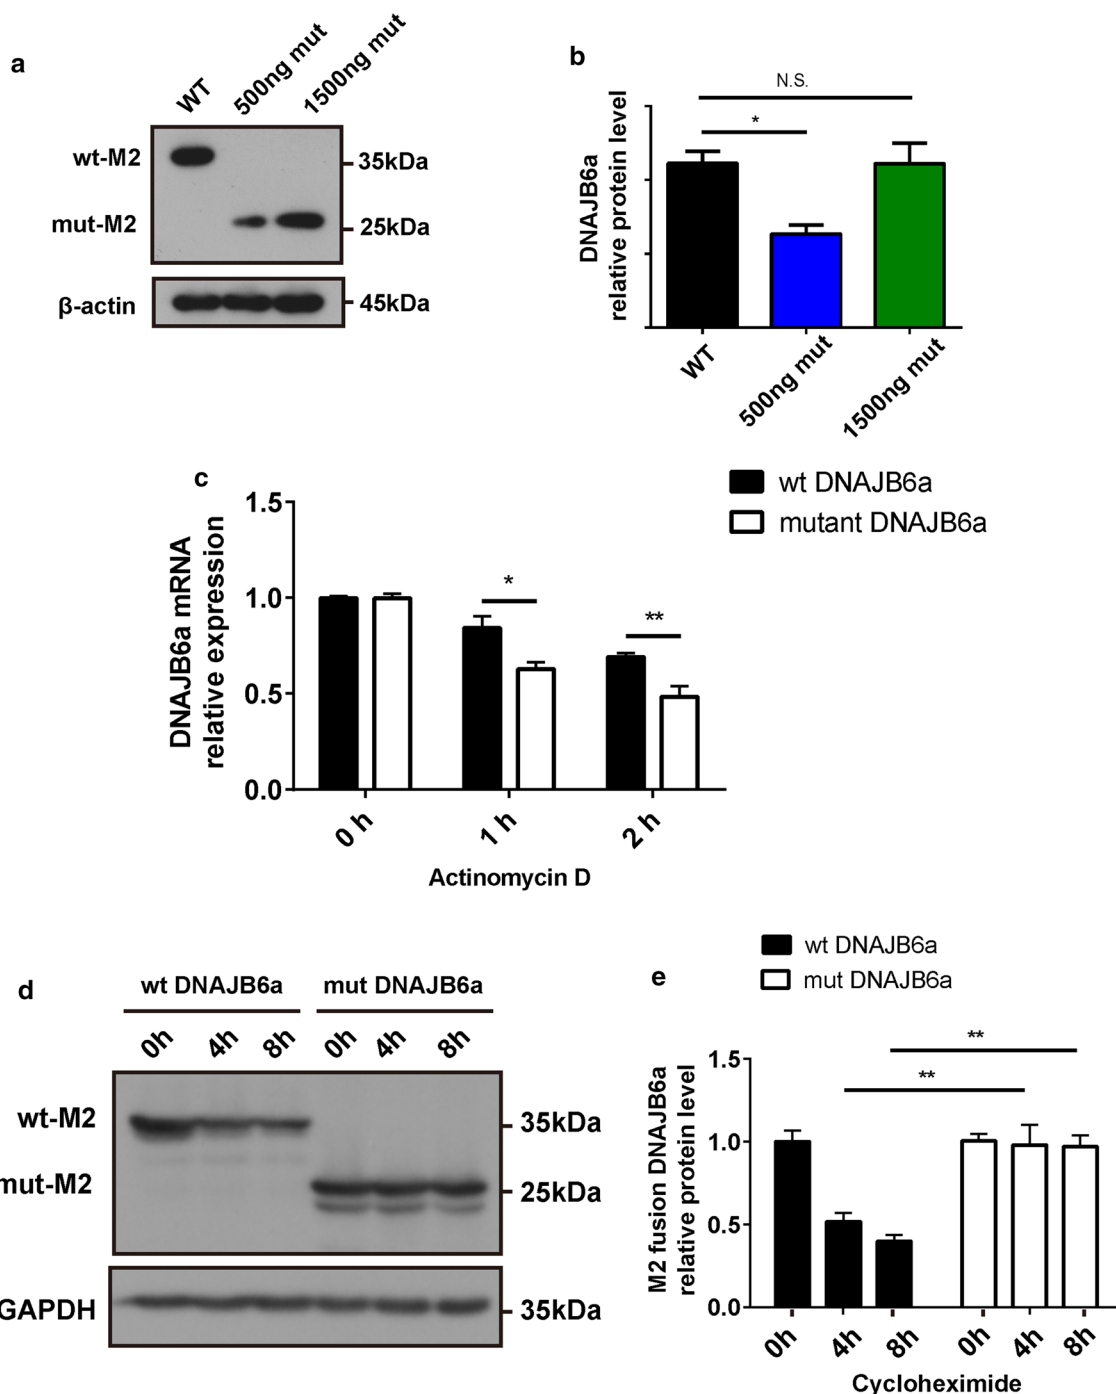 a
WT
500ng mut
1500ng mut
wt-M2
35kDa
mut-M2
25kDa
β-actin
45kDa
b
N.S.
*
DNAJB6a
relative protein level
WT
500ng mut
1500ng mut
c
wt DNAJB6a
mutant DNAJB6a
DNAJB6a mRNA
relative expression
1.5
1.0
0.5
0.0
*
**
0 h
1 h
2 h
Actinomycin D
d
wt DNAJB6a
mut DNAJB6a
0h
4h
8h
0h
4h
8h
wt-M2
35kDa
mut-M2
25kDa
GAPDH
35kDa
e
wt DNAJB6a
mut DNAJB6a
M2 fusion DNAJB6a
relative protein level
1.5
1.0
0.5
0.0
**
**
0h
4h
8h
0h
4h
8h
Cycloheximide